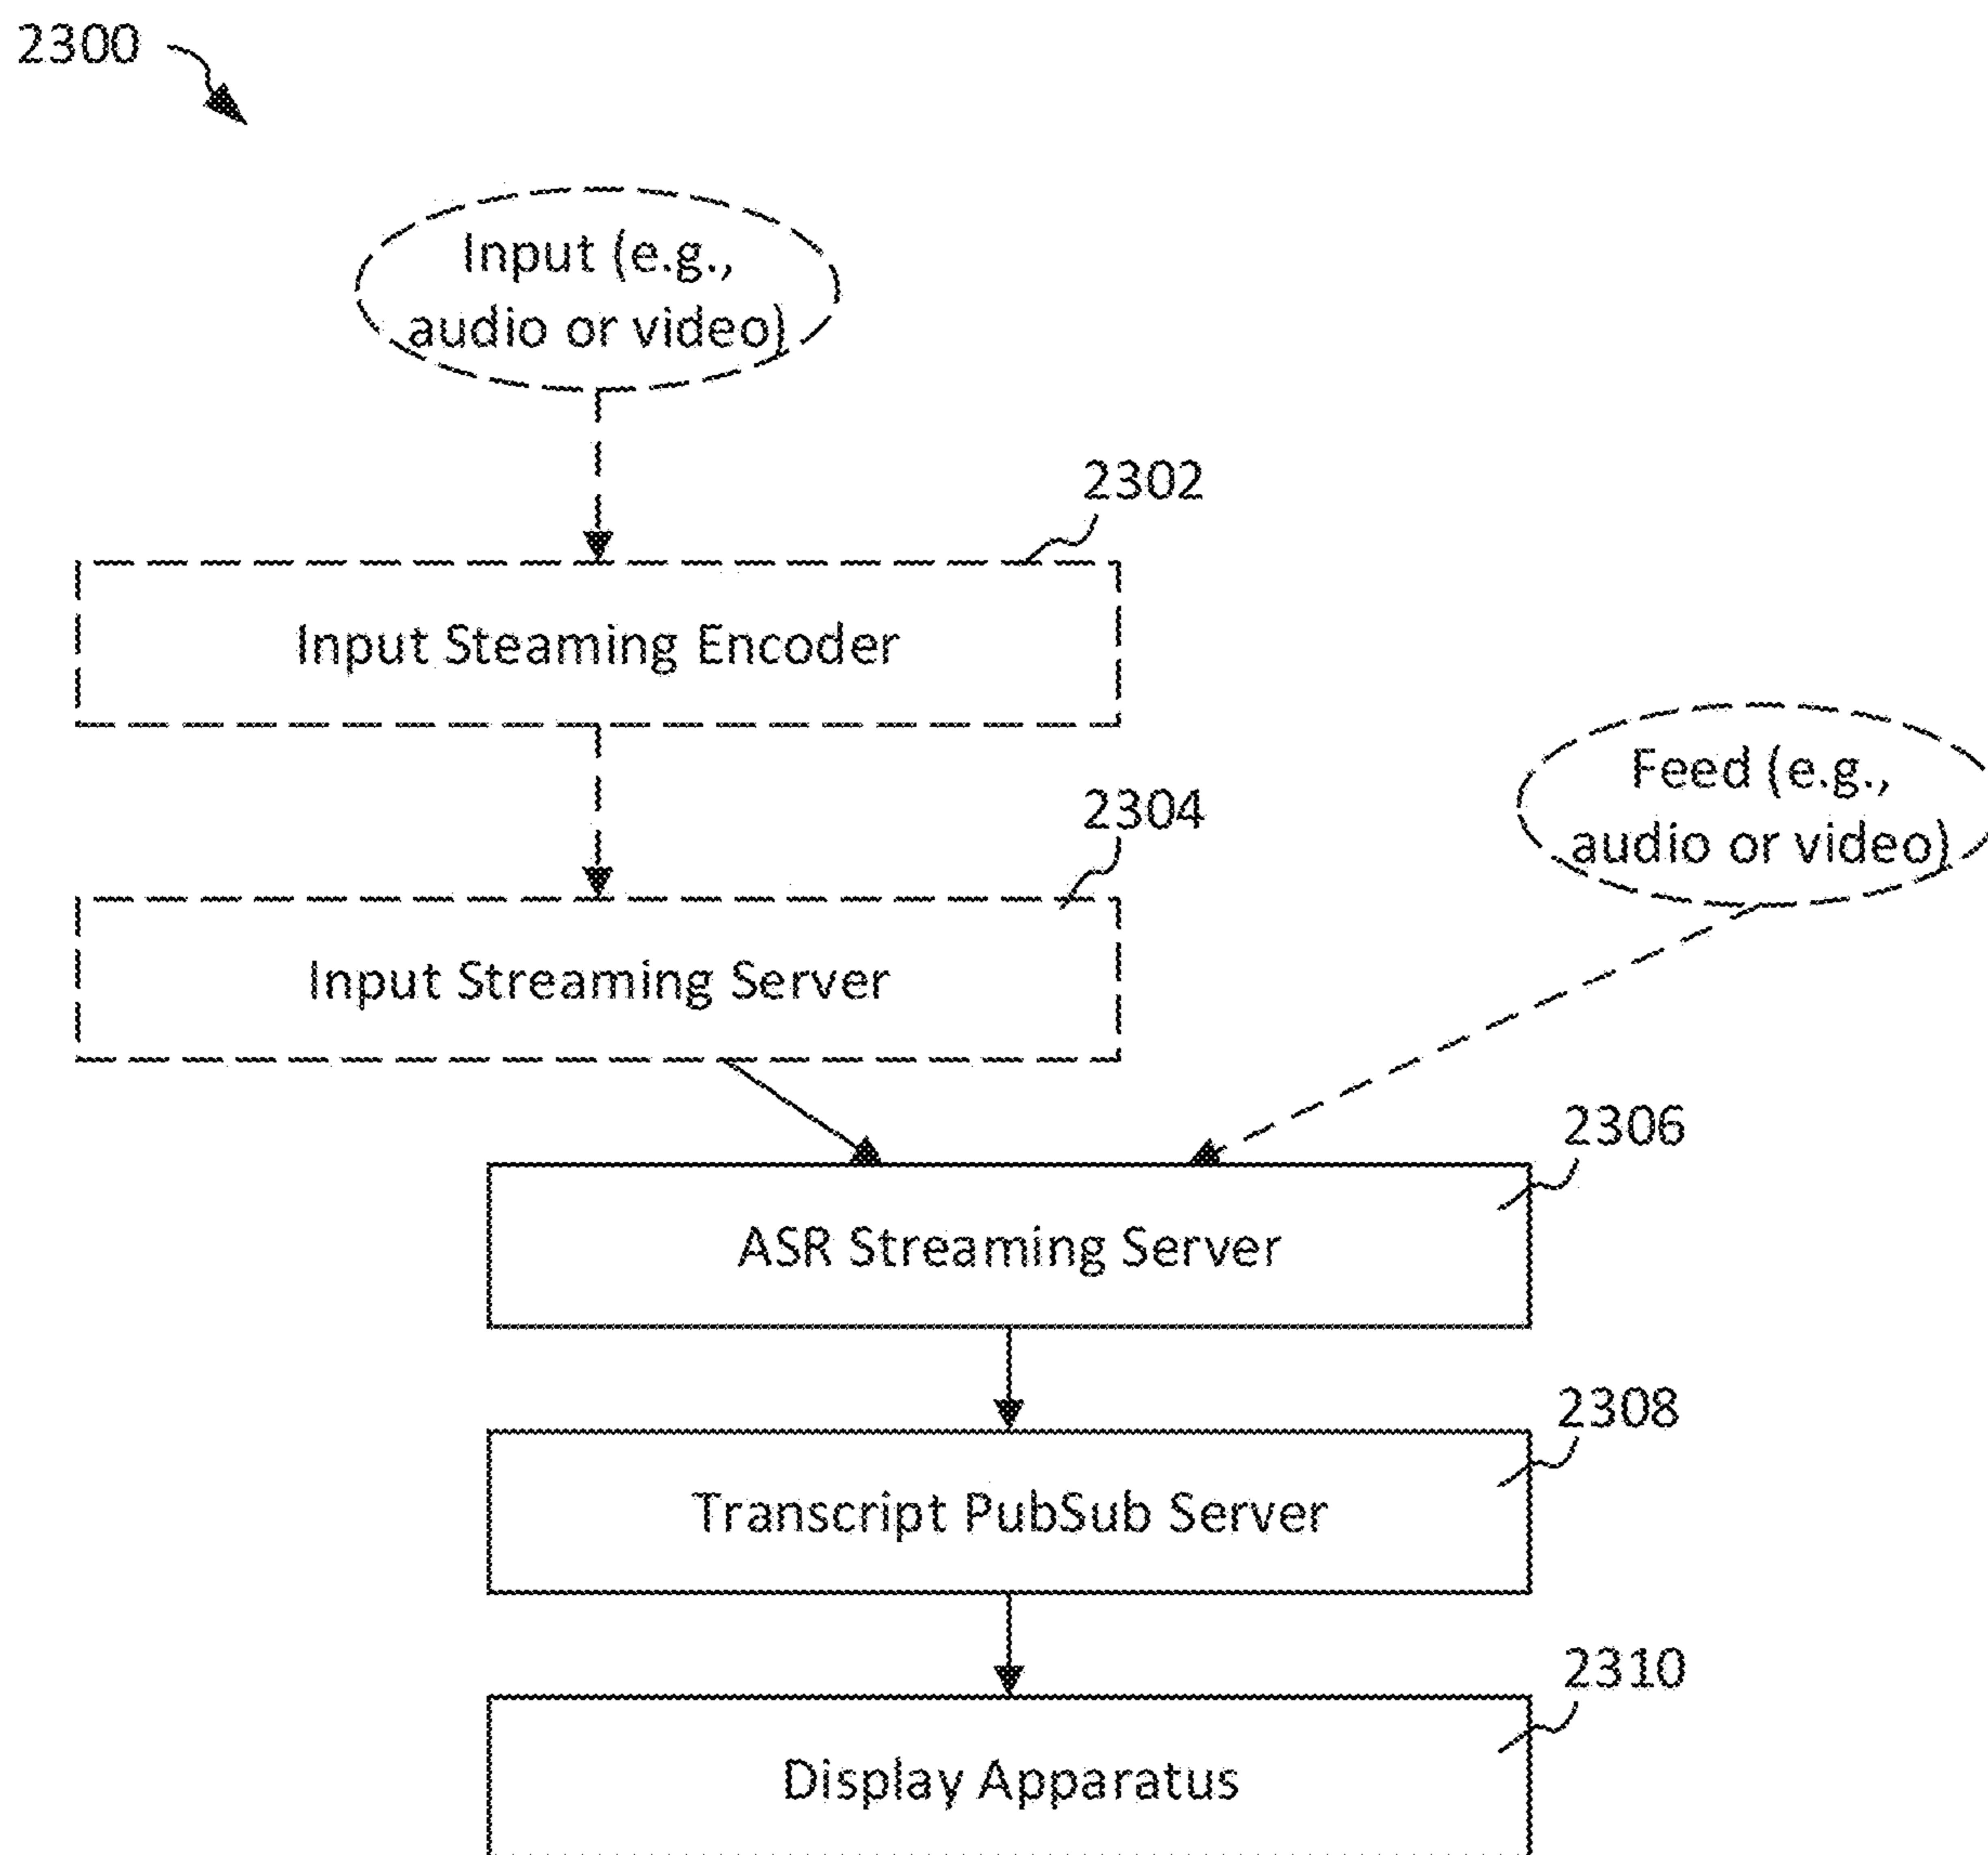 2300
Input (e.g.,
audio or video)
2302
Input Steaming Encoder
2304
Input Streaming Server
Feed (e.g.,
audio or video)
2306
ASR Streaming Server
2308
Transcript PubSub Server
2310
Display Apparatus